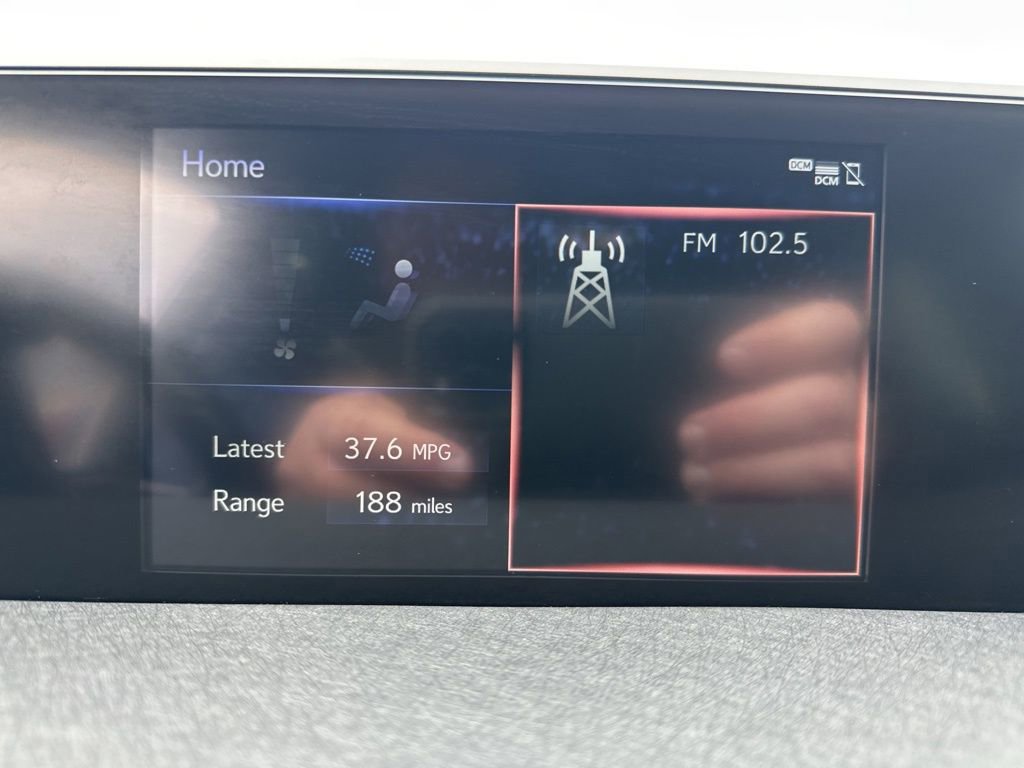 Home
DCM
DCM
FM 102.5
Latest 37.6 MPG
Range 188 miles